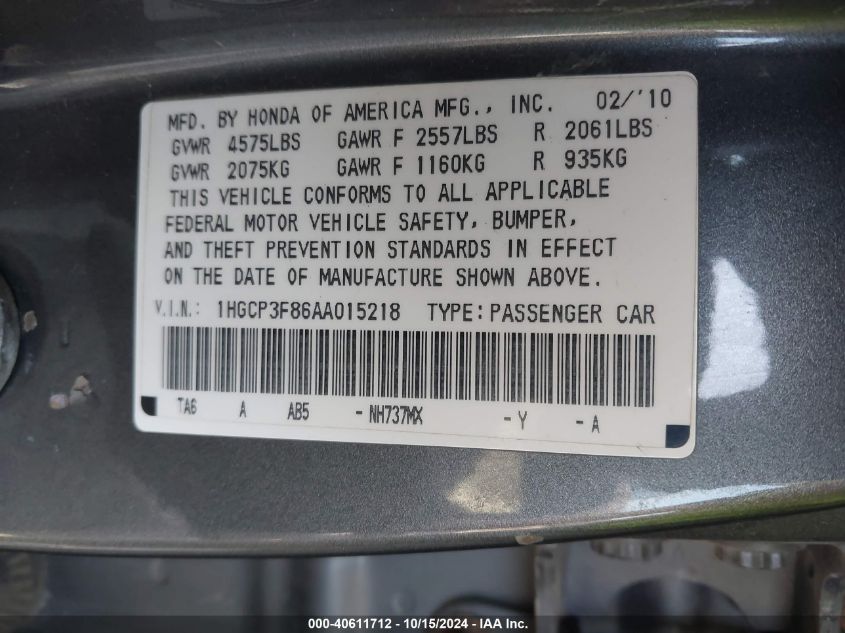 MFD. BY HONDA OF AMERICA MFG., INC. 02/'10
GVWR 4575LBS GAWR F 2557LBS R 2061LBS
GVWR 2075KG GAWR F 1160KG R 935KG
THIS VEHICLE CONFORMS TO ALL APPLICABLE
FEDERAL MOTOR VEHICLE SAFETY, BUMPER,
AND THEFT PREVENTION STANDARDS IN EFFECT
ON THE DATE OF MANUFACTURE SHOWN ABOVE.
V.I.N.: 1HGCP3F86AA015218 TYPE:PASSENGER CAR
TA6 A AB5 - NH737MX - Y - A
000-40611712 - 10/15/2024 - IAA Inc.